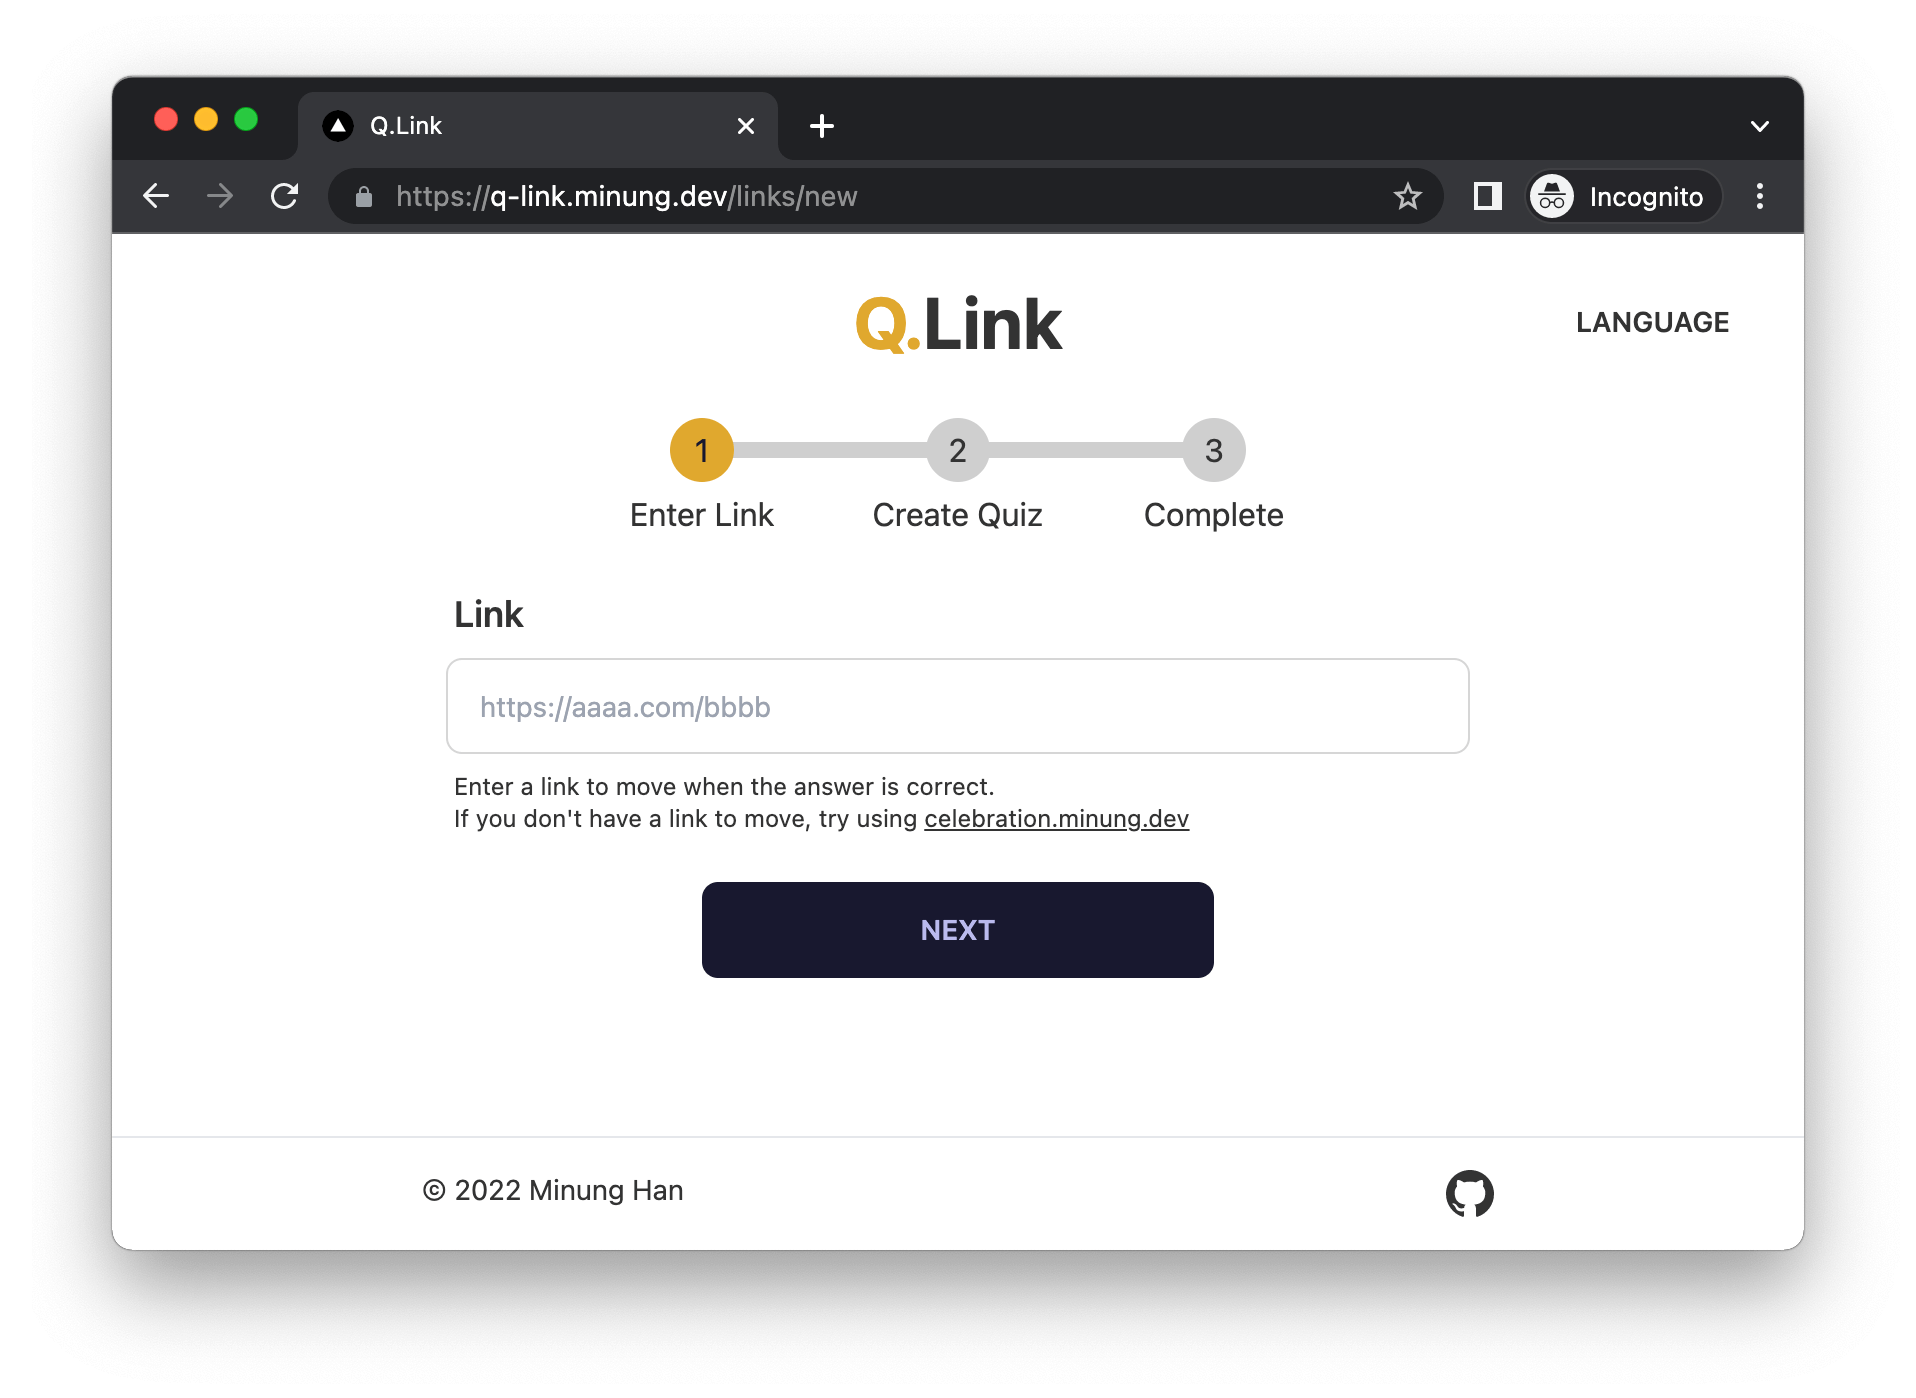 Q.Link
https://q-link.minung.dev/links/new
Incognito
Q.Link
LANGUAGE
1
2
3
Enter Link
Create Quiz
Complete
Link
https://aaaa.com/bbbb
Enter a link to move when the answer is correct.
If you don't have a link to move, try using celebration.minung.dev
NEXT
© 2022 Minung Han